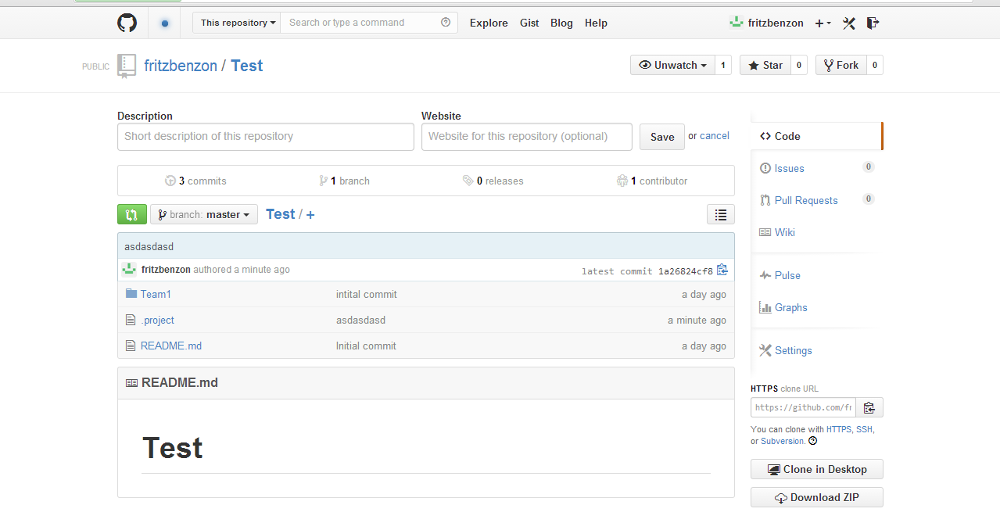 This repository Search or type a command Explore Gist Blog Help fritzbenzon +
PUBLIC fritzbenzon / Test Unwatch 1 Star 0 Fork 0
Description Website
Short description of this repository Website for this repository (optional) Save or cancel
3 commits 1 branch 0 releases 1 contributor
branch: master Test / +
asdasdasd
fritzbenzon authored a minute ago latest commit 1a26824cf8
Team1 intital commit a day ago
.project asdasdasd a minute ago
README.md Initial commit a day ago
README.md
Test
Code
Issues 0
Pull Requests 0
Wiki
Pulse
Graphs
Settings
HTTPS clone URL
https://github.com/fr
You can clone with HTTPS, SSH,
or Subversion.
Clone in Desktop
Download ZIP